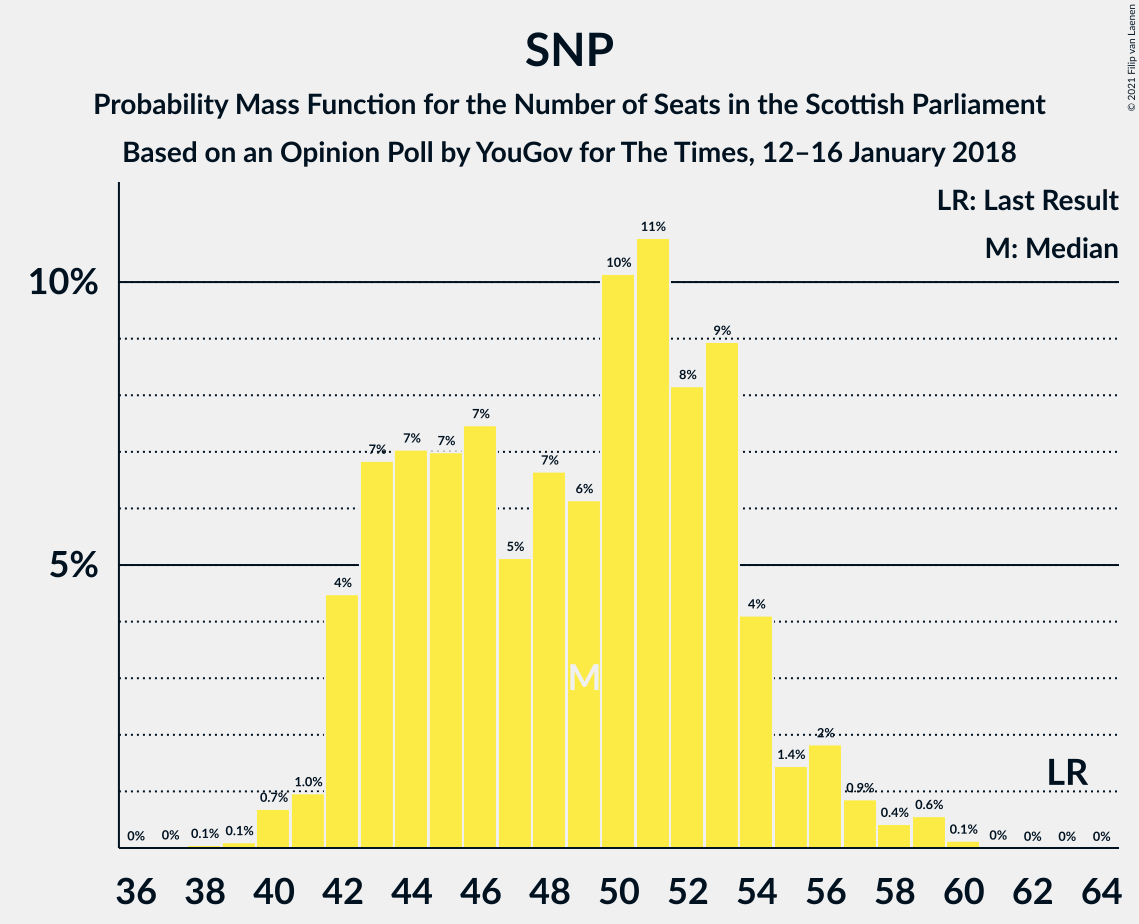 SNP
Probability Mass Function for the Number of Seats in the Scottish Parliament
Based on an Opinion Poll by YouGov for The Times, 12–16 January 2018
© 2021 Filip van Laenen
LR: Last Result
M: Median
10%
5%
0% 0% 0.1% 0.1% 0.7% 1.0% 4% 7% 7% 7% 7% 5% 7% 6% 10% 11% 8% 9% 4% 1.4% 2% 0.9% 0.4% 0.6% 0.1% 0% 0% 0% 0%
M
LR
36 38 40 42 44 46 48 50 52 54 56 58 60 62 64